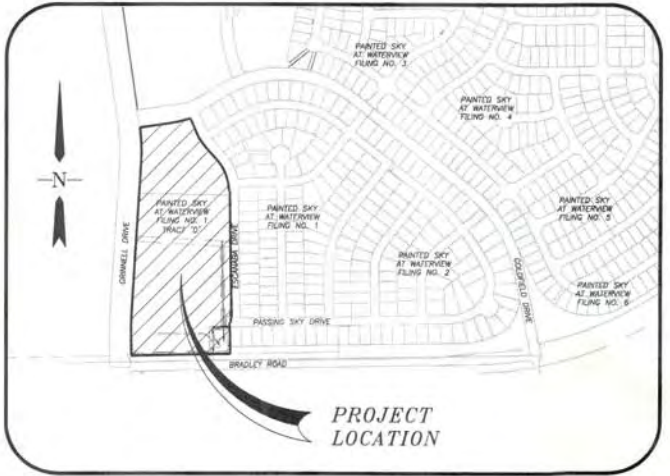 PAINTED SKY
AT WATERVIEW
FILING NO. 3
PAINTED SKY
AT WATERVIEW
FILING NO. 4
N
PAINTED SKY
AT WATERVIEW
FILING NO. 1
TRACT "D"
PAINTED SKY
AT WATERVIEW
FILING NO. 1
PAINTED SKY
AT WATERVIEW
FILING NO. 5
GRINNELL DRIVE
ESCANABA DRIVE
PAINTED SKY
AT WATERVIEW
FILING NO. 2
GOLDFIELD DRIVE
PAINTED SKY
AT WATERVIEW
FILING NO. 6
PASSING SKY DRIVE
BRADLEY ROAD
PROJECT
LOCATION